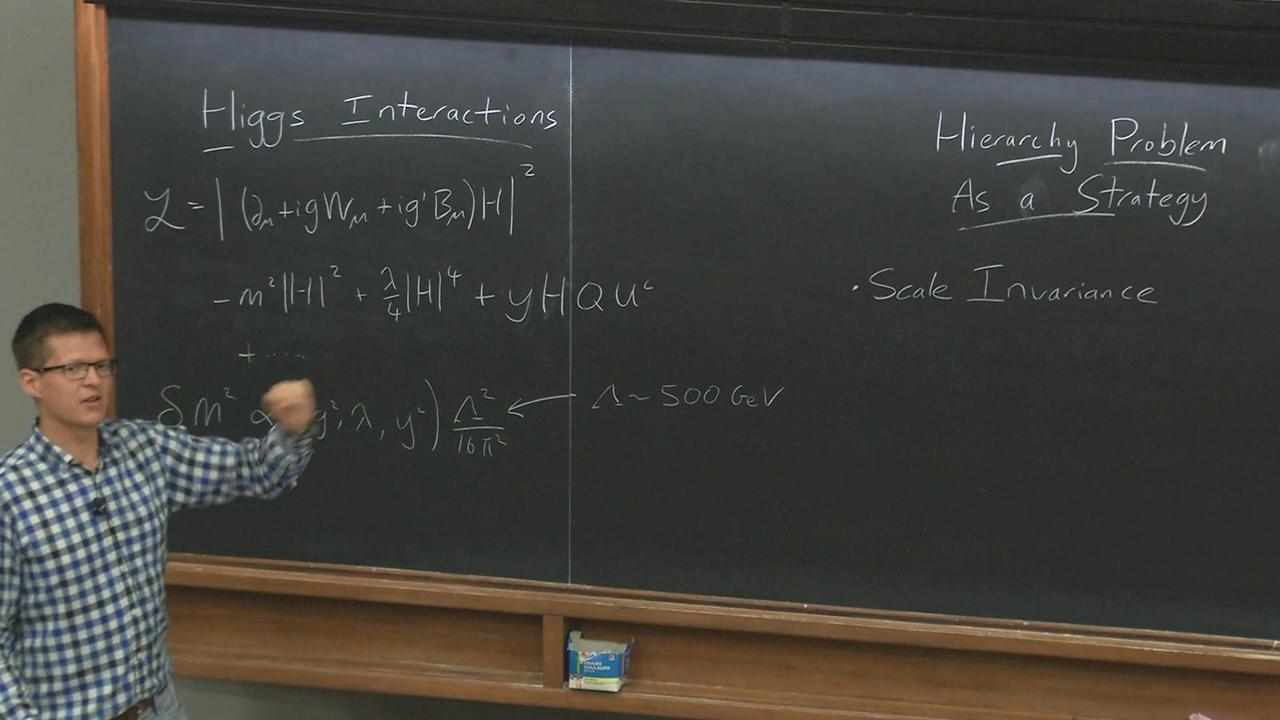 Higgs Interactions
ℒ = |(∂μ + igWμ + ig'Bμ)H|²
- m²|H|² + λ/4 |H|⁴ + yHQUᶜ
+ .....
δm² α g², λ, y²) Λ²/16π² ← Λ ~ 500 GeV
Hierarchy Problem
As a Strategy
· Scale Invariance